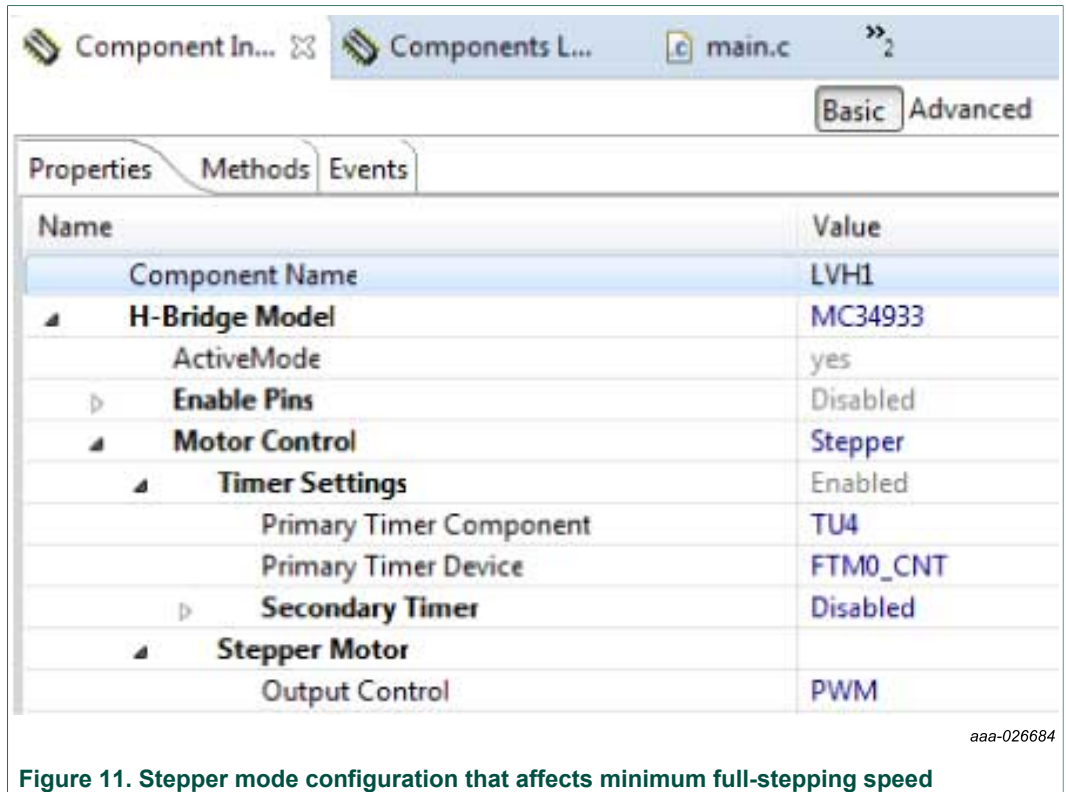 Component In... Components L... main.c »2
Basic Advanced
Properties Methods Events
Name Value
Component Name LVH1
H-Bridge Model MC34933
ActiveMode yes
Enable Pins Disabled
Motor Control Stepper
Timer Settings Enabled
Primary Timer Component TU4
Primary Timer Device FTM0_CNT
Secondary Timer Disabled
Stepper Motor
Output Control PWM
aaa-026684
Figure 11. Stepper mode configuration that affects minimum full-stepping speed